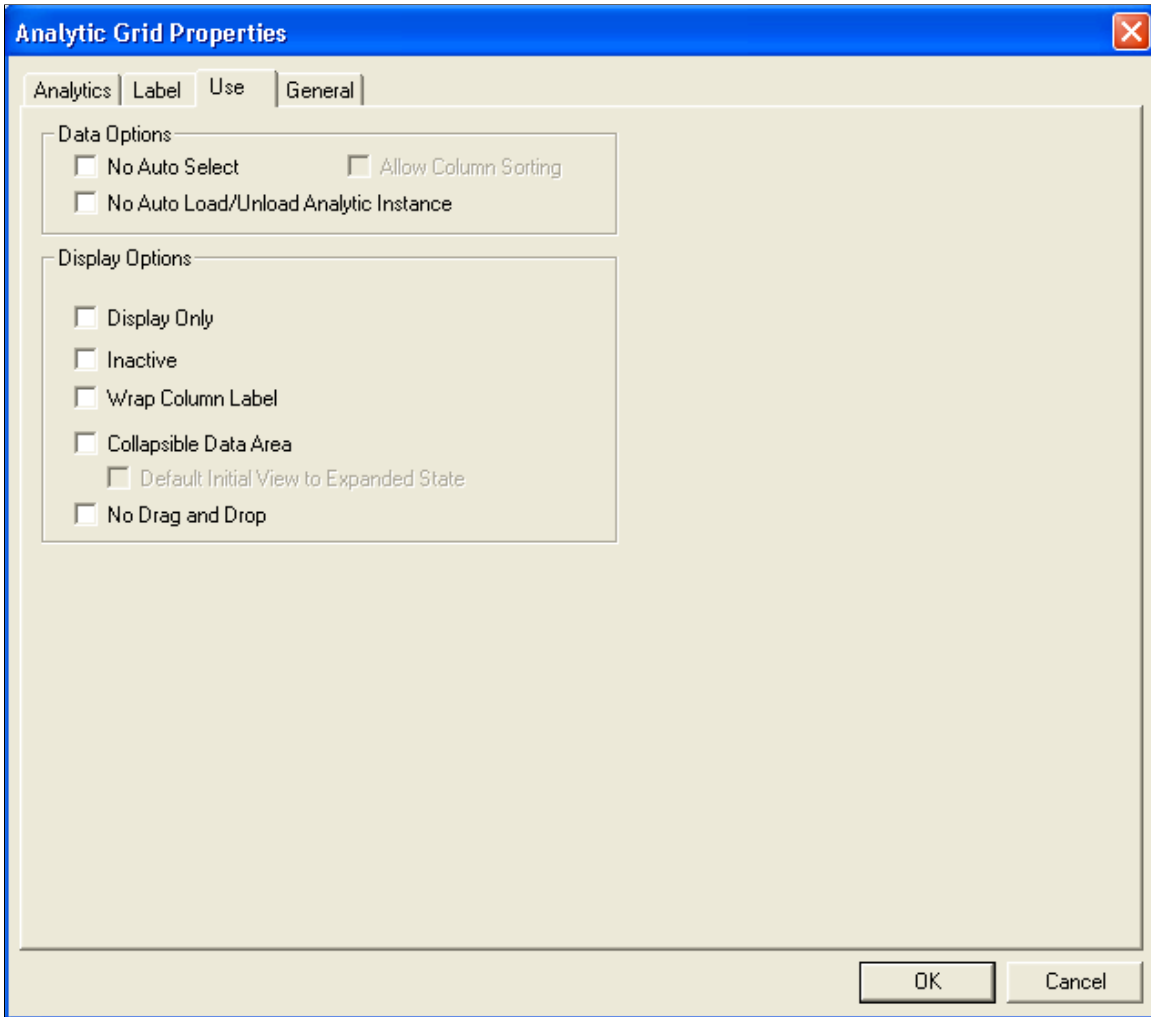 Analytic Grid Properties
Analytics Label Use General
Data Options
No Auto Select Allow Column Sorting
No Auto Load/Unload Analytic Instance
Display Options
Display Only
Inactive
Wrap Column Label
Collapsible Data Area
Default Initial View to Expanded State
No Drag and Drop
OK Cancel